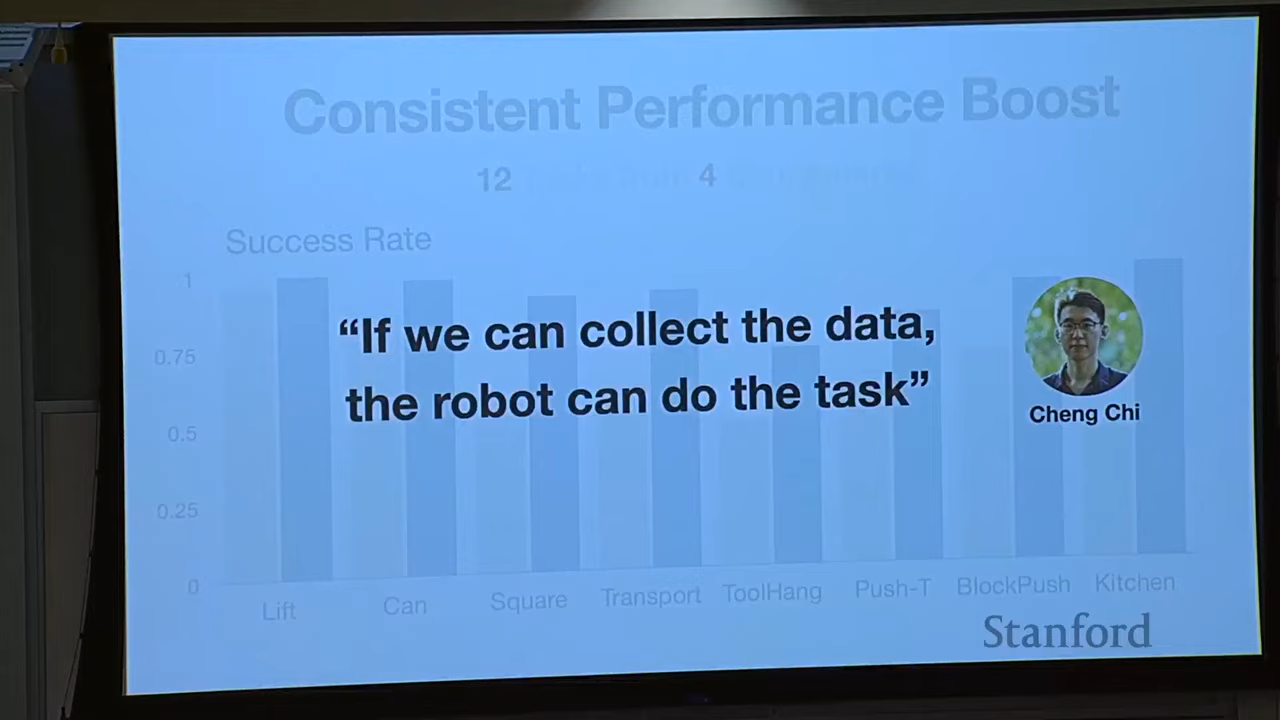 Consistent Performance Boost
12 Tasks from 4
Success Rate
1
0.75
0.5
0.25
0
“If we can collect the data,
the robot can do the task”
Cheng Chi
Lift
Can
Square
Transport
ToolHang
Push-T
BlockPush
Kitchen
Stanford